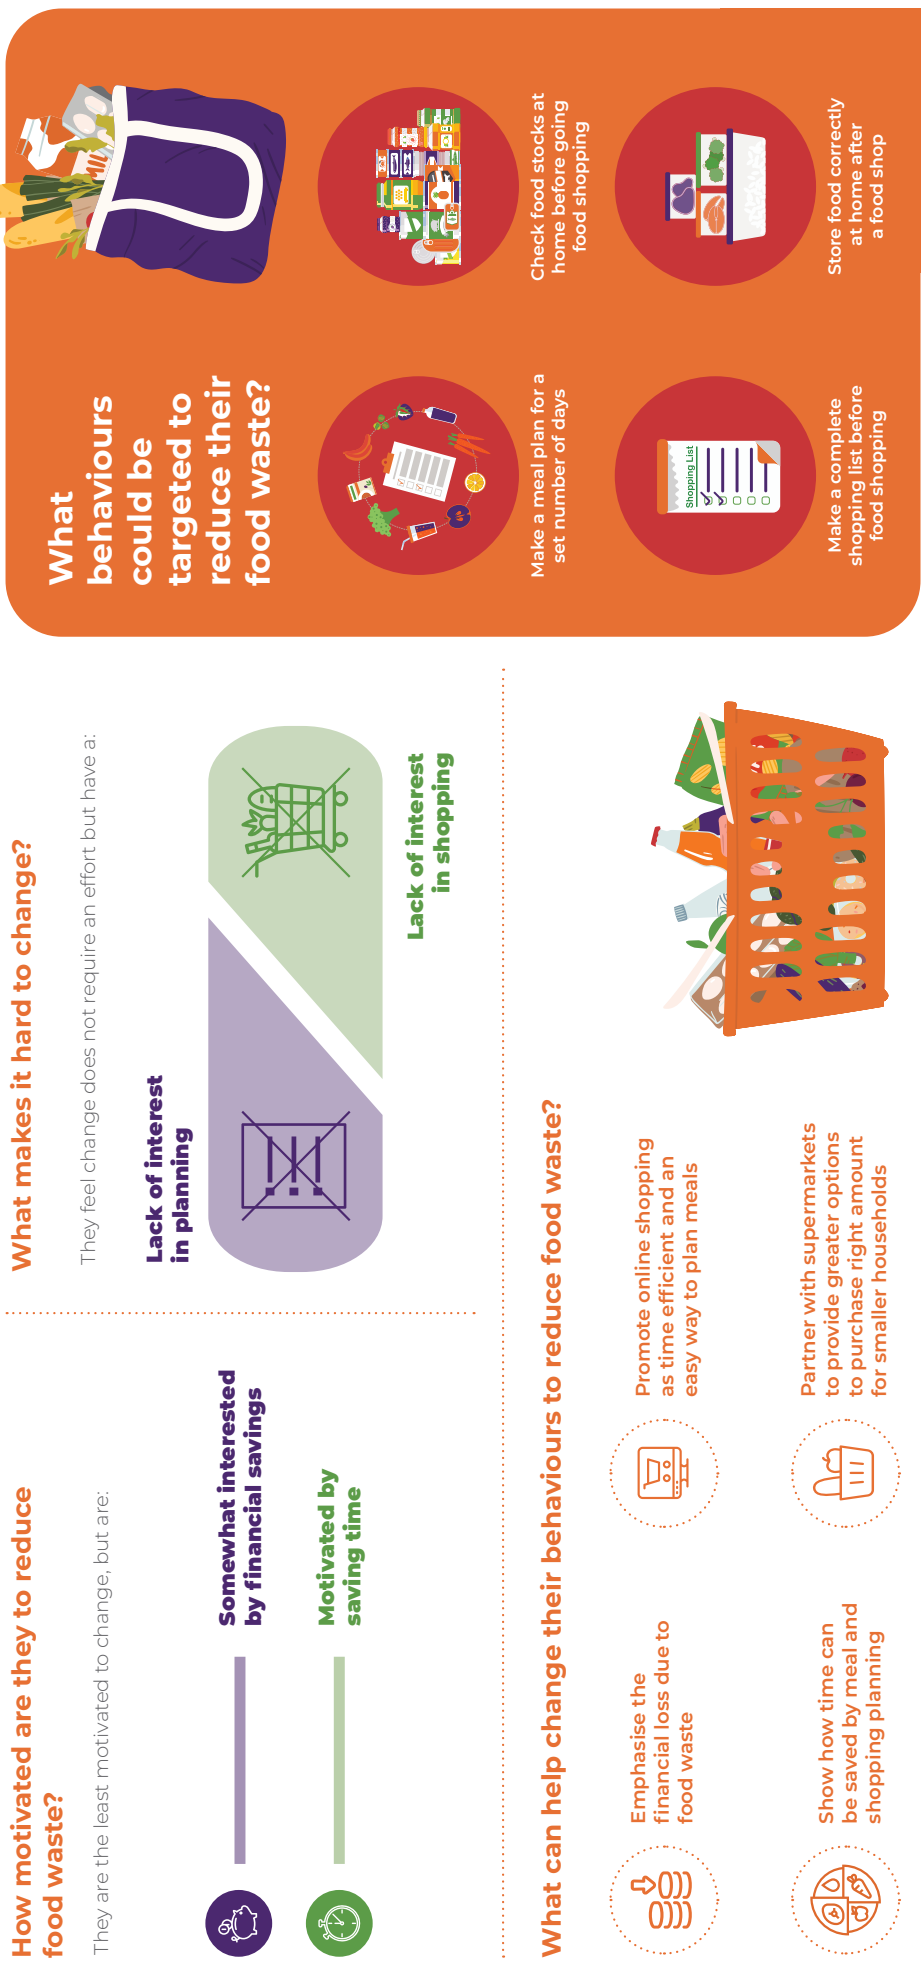 How motivated are they to reduce
food waste?
They are the least motivated to change, but are:
Somewhat interested
by financial savings
Motivated by
saving time
What makes it hard to change?
They feel change does not require an effort but have a:
Lack of interest
in planning
Lack of interest
in shopping
What can help change their behaviours to reduce food waste?
Emphasise the
financial loss due to
food waste
Promote online shopping
as time efficient and an
easy way to plan meals
Show how time can
be saved by meal and
shopping planning
Partner with supermarkets
to provide greater options
to purchase right amount
for smaller households
What
behaviours
could be
targeted to
reduce their
food waste?
Make a meal plan for a
set number of days
Check food stocks at
home before going
food shopping
Shopping List
Make a complete
shopping list before
food shopping
Store food correctly
at home after
a food shop